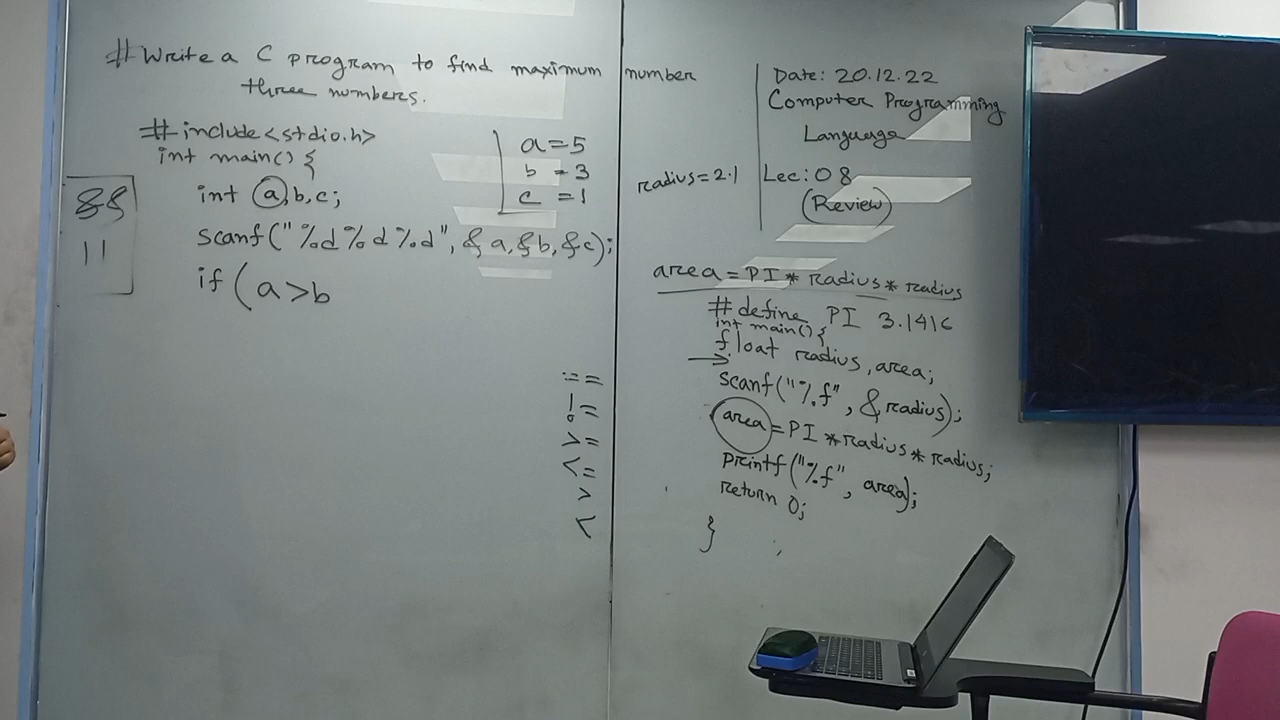 # Write a C program to find maximum number
three numbers.
# include<stdio.h>
int main() {
int a,b,c;
scanf("%d%d%d", &a,&b,&c);
if (a>b
88
11
a=5
b=3
c=1
==
!=
>=
<=
>
<
radius=2.1
Date: 20.12.22
Computer Programming
Language
Lec: 08
(Review)
area=PI* radius* radius
#define PI 3.1416
int main(){
float radius, area;
scanf("%f", &radius);
area=PI*radius*radius;
printf("%f", area);
return 0;
}